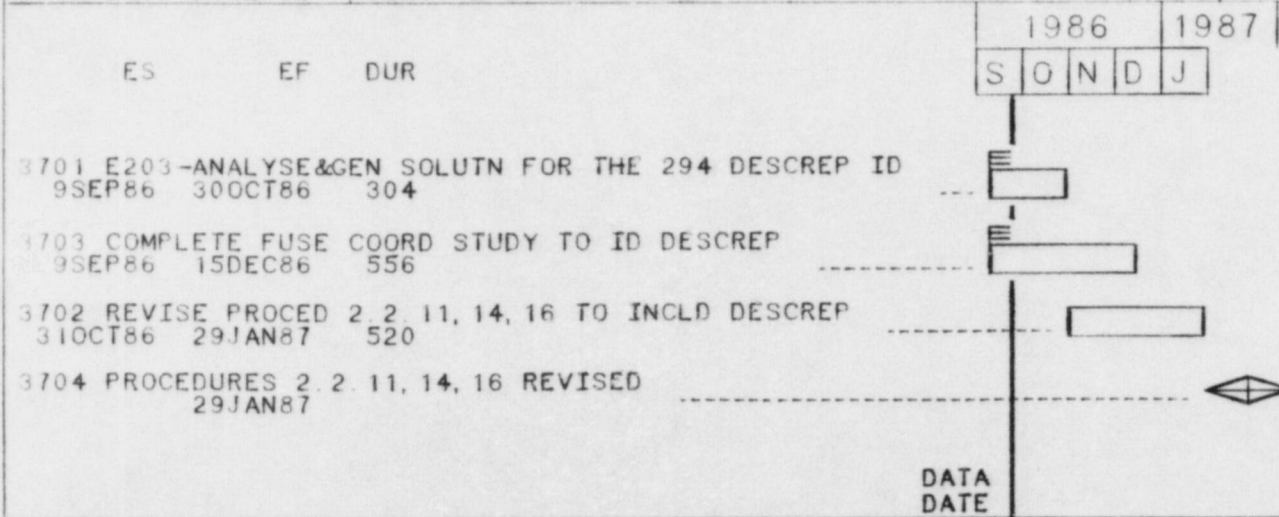 1986 1987
ES EF DUR S O N D J
3701 E203-ANALYSE&GEN SOLUTN FOR THE 294 DESCREP ID
9SEP86 30OCT86 304
3703 COMPLETE FUSE COORD STUDY TO ID DESCREP
9SEP86 15DEC86 556
3702 REVISE PROCED 2.2.11,14,16 TO INCLD DESCREP
31OCT86 29JAN87 520
3704 PROCEDURES 2.2.11,14,16 REVISED
29JAN87
DATA
DATE